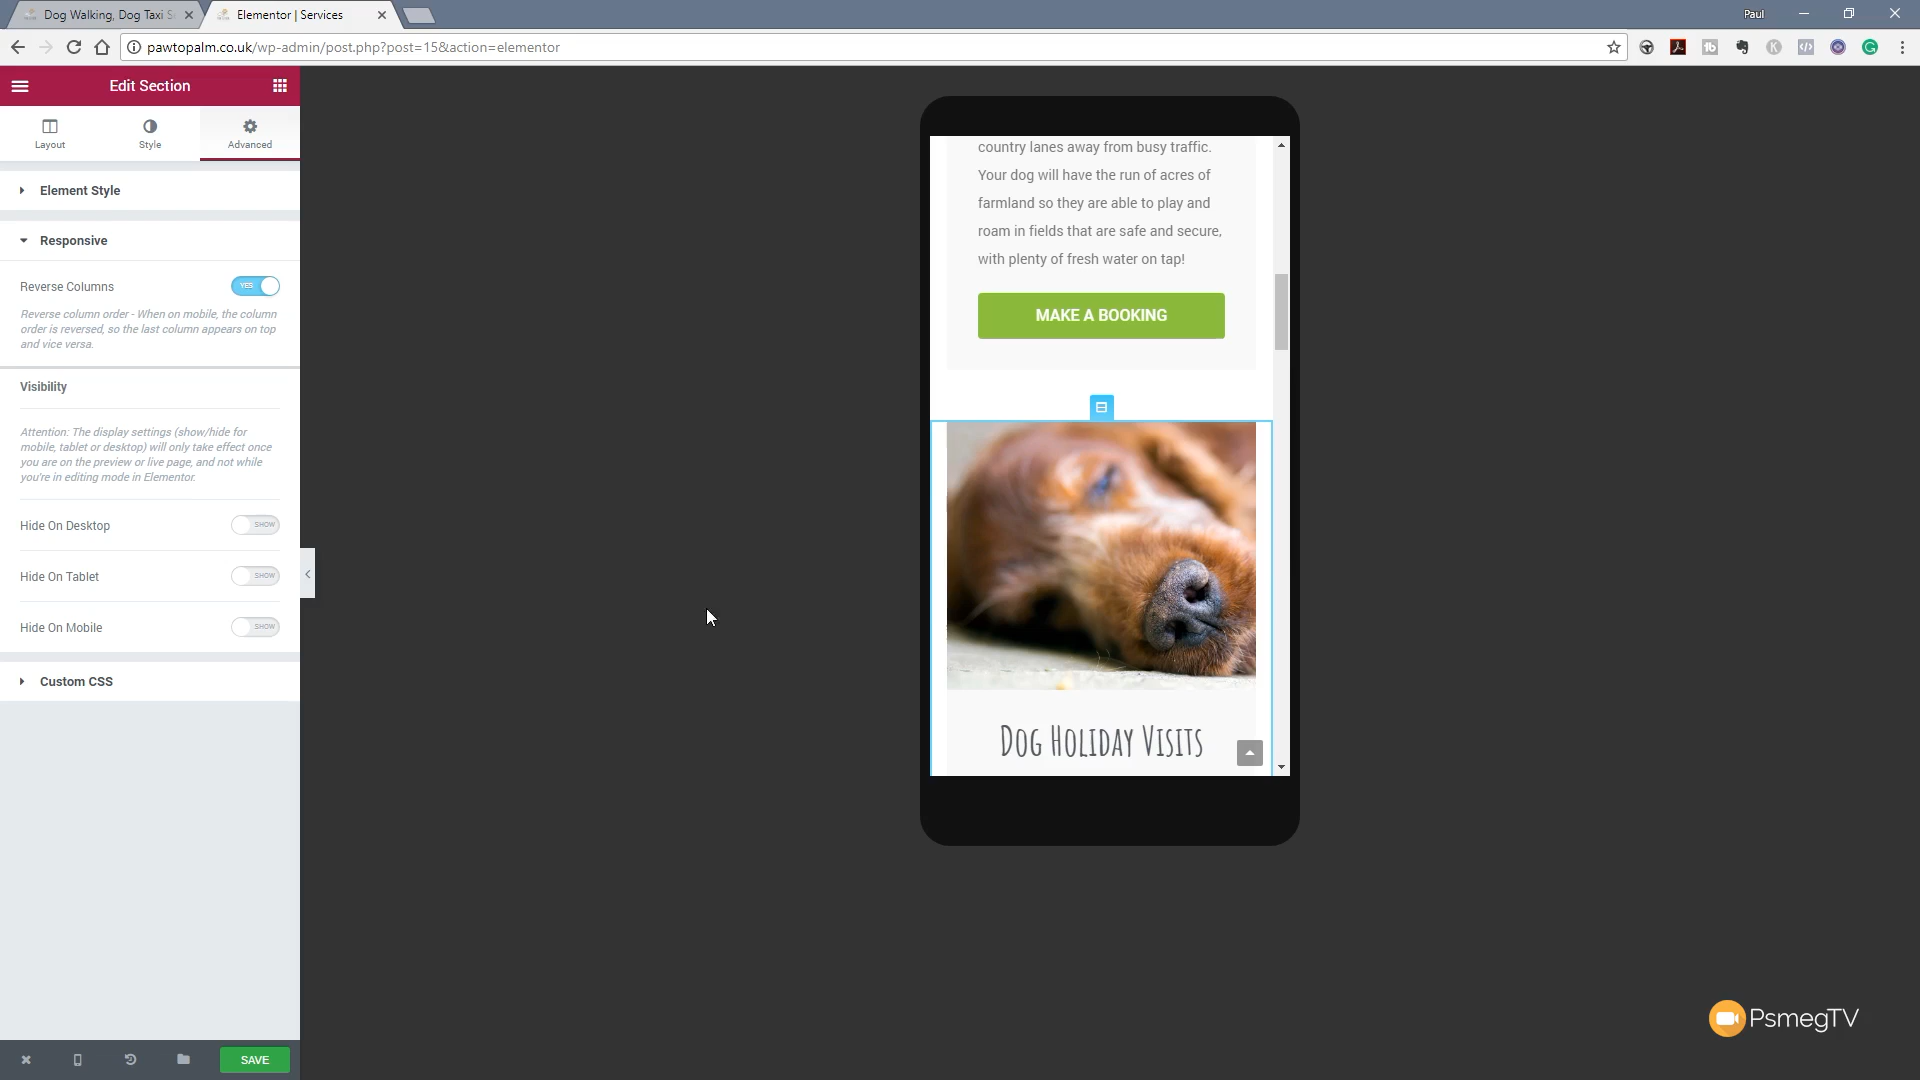 Dog Walking, Dog Taxi S
Elementor | Services
Paul
pawtopalm.co.uk/wp-admin/post.php?post=15&action=elementor
Edit Section
Layout
Style
Advanced
Element Style
Responsive
Reverse Columns
YES
Reverse column order - When on mobile, the column
order is reversed, so the last column appears on top
and vice versa.
Visibility
Attention: The display settings (show/hide for
mobile, tablet or desktop) will only take effect once
you are on the preview or live page, and not while
you're in editing mode in Elementor.
Hide On Desktop
SHOW
Hide On Tablet
SHOW
Hide On Mobile
SHOW
Custom CSS
SAVE
country lanes away from busy traffic.
Your dog will have the run of acres of
farmland so they are able to play and
roam in fields that are safe and secure,
with plenty of fresh water on tap!
MAKE A BOOKING
Dog Holiday Visits
PsmegTV